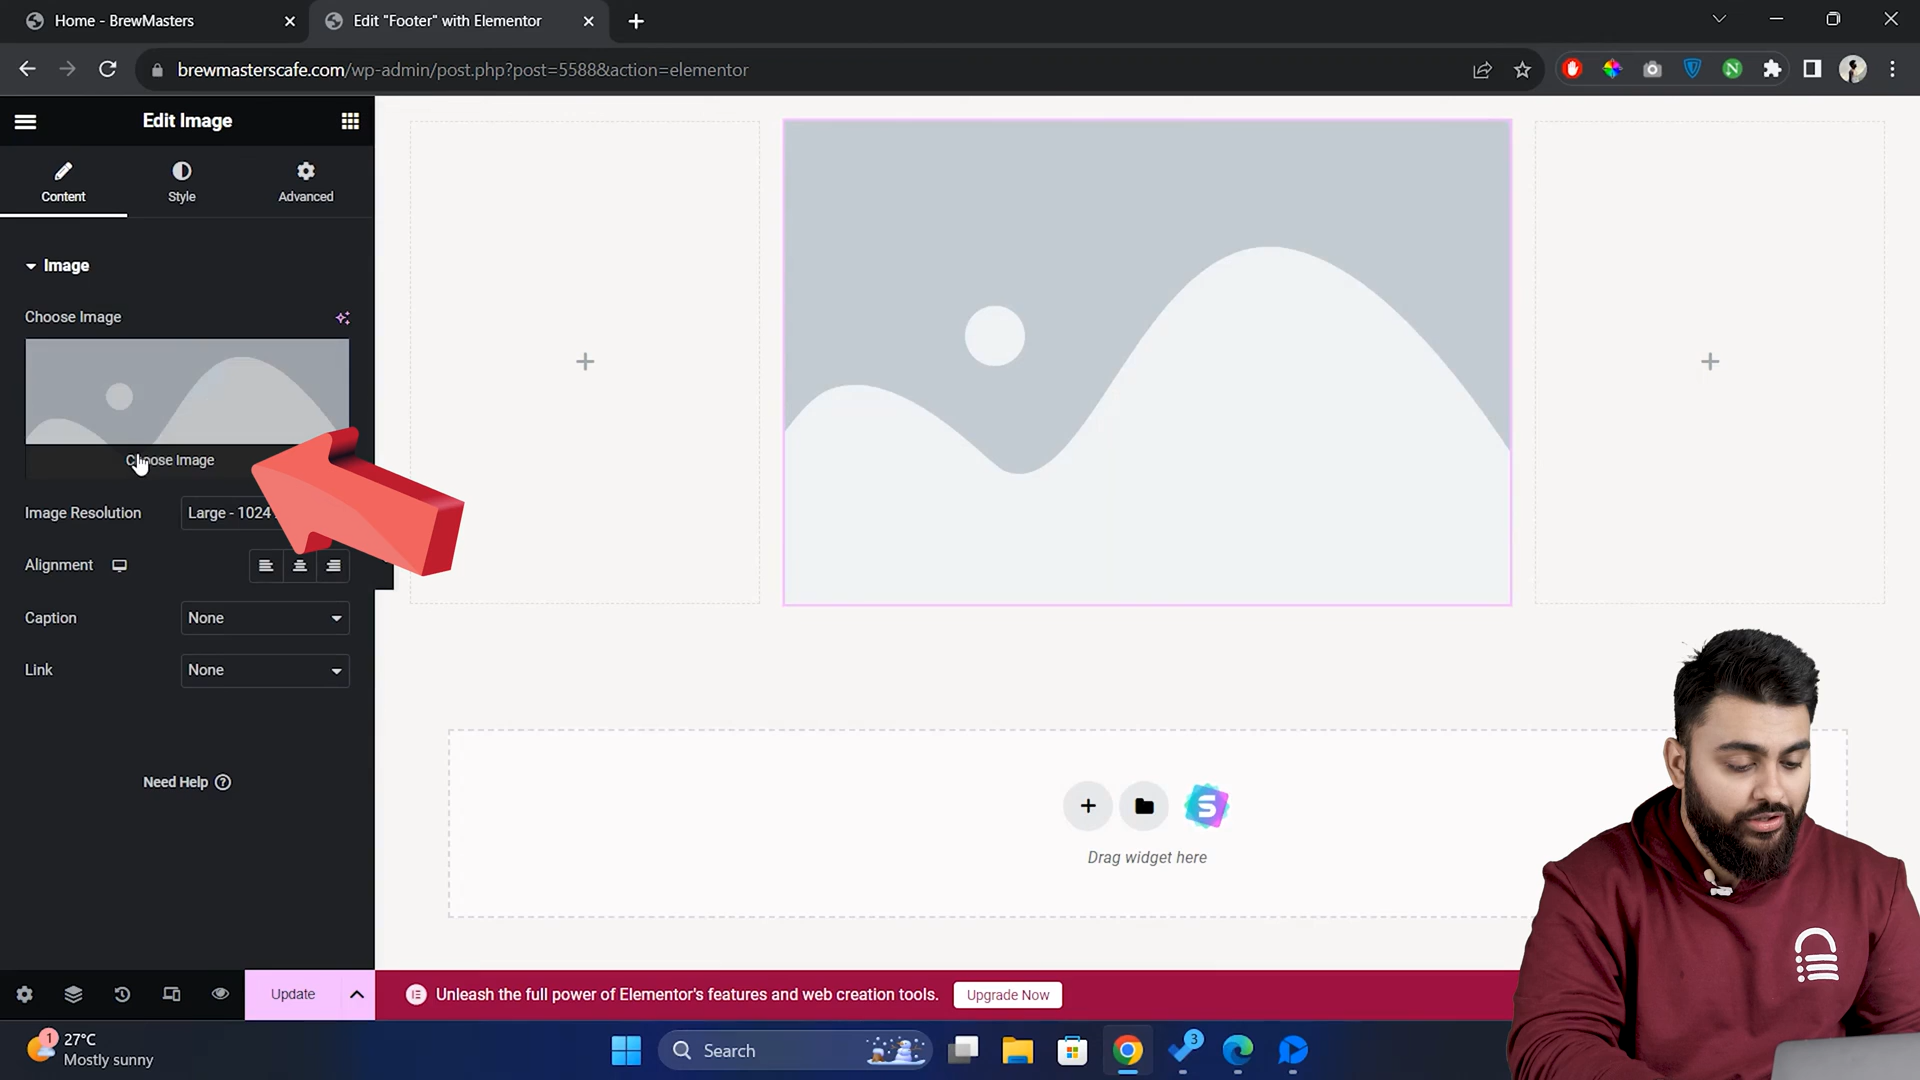 Home - BrewMasters
Edit "Footer" with Elementor
brewmasterscafe.com/wp-admin/post.php?post=5588&action=elementor
Edit Image
Content
Style
Advanced
Image
Choose Image
Choose Image
Image Resolution
Large - 1024
Alignment
Caption
None
Link
None
Need Help
Drag widget here
Update
Unleash the full power of Elementor's features and web creation tools.
Upgrade Now
1
27°C
Mostly sunny
Search
3